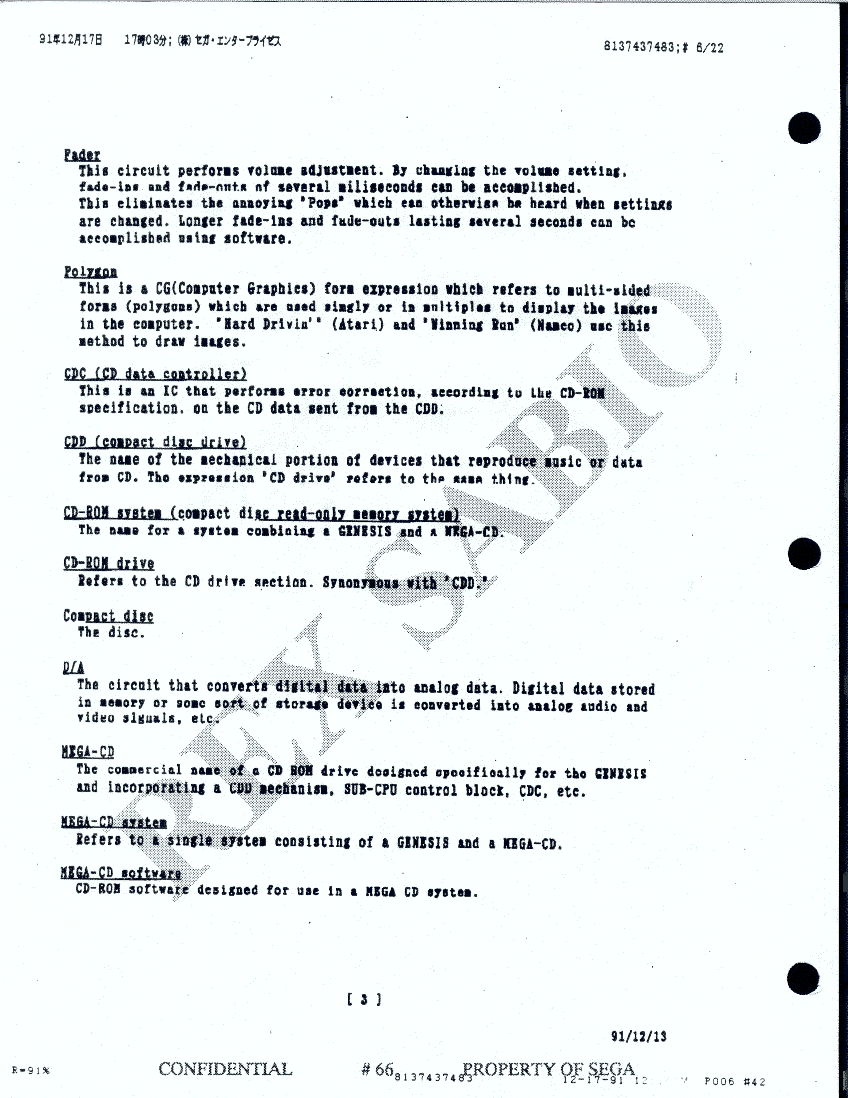 91年12月17日 17時03分; (株)セガ・エンタープライゼス
8137437483;# 6/22
Fader
This circuit performs volume adjustment. By changing the volume setting,
fade-ins and fade-outs of several miliseconds can be accomplished.
This eliminates the annoying "Pops" which can otherwise be heard when settings
are changed. Longer fade-ins and fade-outs lasting several seconds can be
accomplished using software.
Polygon
This is a CG(Computer Graphics) form expression which refers to multi-sided
forms (polygons) which are used singly or in multiples to display the images
in the computer. "Hard Drivin'" (Atari) and "Winning Run" (Namco) use this
method to draw images.
CDC (CD data controller)
This is an IC that performs error correction, according to the CD-ROM
specification, on the CD data sent from the CDD.
CDD (compact disc drive)
The name of the mechanical portion of devices that reproduce music or data
from CD. The expression "CD drive" refers to the same thing.
CD-ROM system (compact disc read-only memory system)
The name for a system combining a GENESIS and a MEGA-CD.
CD-ROM drive
Refers to the CD drive section. Synonymous with "CDD."
Compact disc
The disc.
D/A
The circuit that converts digital data into analog data. Digital data stored
in memory or some sort of storage device is converted into analog audio and
video signals, etc.
MEGA-CD
The commercial name of a CD ROM drive designed specifically for the GENESIS
and incorporating a CDD mechanism, SUB-CPU control block, CDC, etc.
MEGA-CD system
Refers to a single system consisting of a GENESIS and a MEGA-CD.
MEGA-CD software
CD-ROM software designed for use in a MEGA CD system.
REX SABIO
[ 3 ]
91/12/13
R=91%
CONFIDENTIAL
# 66
8137437483
PROPERTY OF SEGA
12-17-91 12
P006 #42